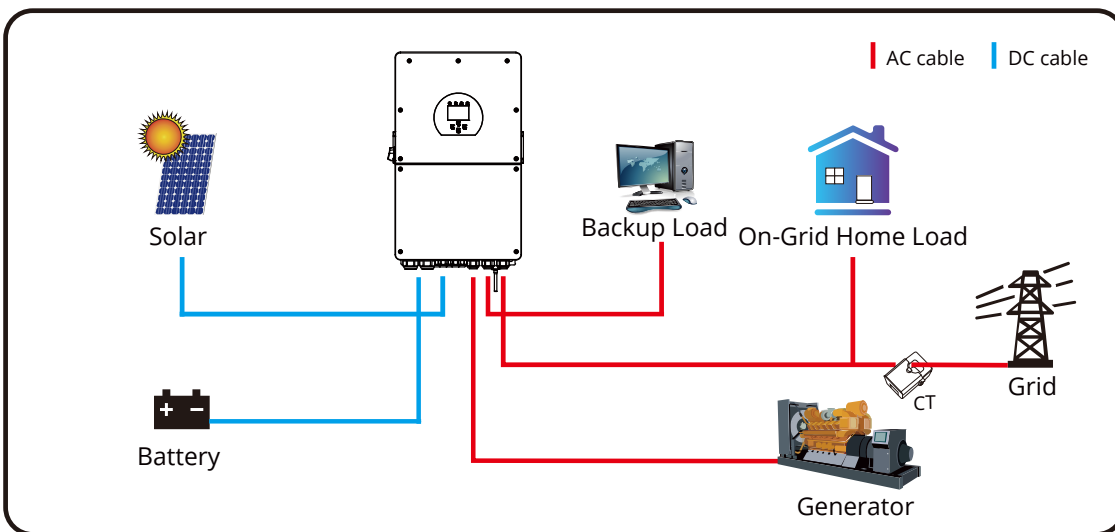 AC cable
DC cable
Solar
Backup Load
On-Grid Home Load
Grid
CT
Battery
Generator